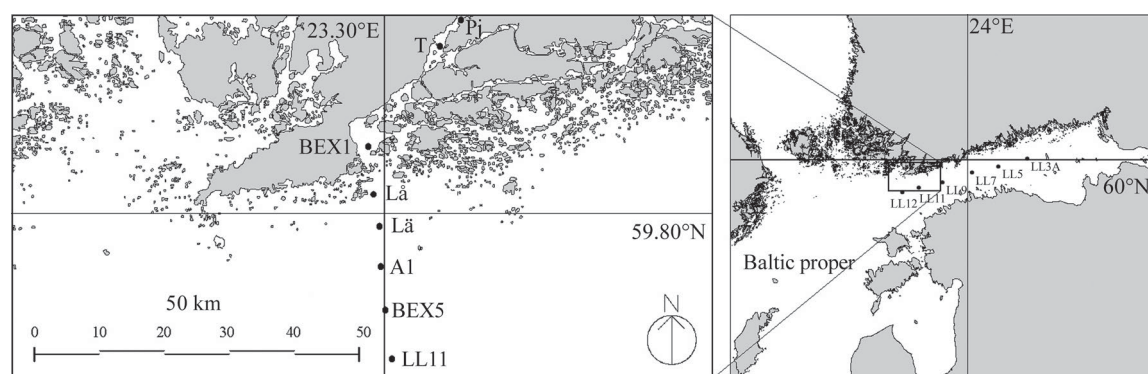 23.30°E
Pj
T
BEX1
Lå
Lä
59.80°N
A1
50 km
BEX5
0 10 20 30 40 50
N
LL11
24°E
LL3A
LL5
LL7
60°N
LL9
LL11
LL12
Baltic proper